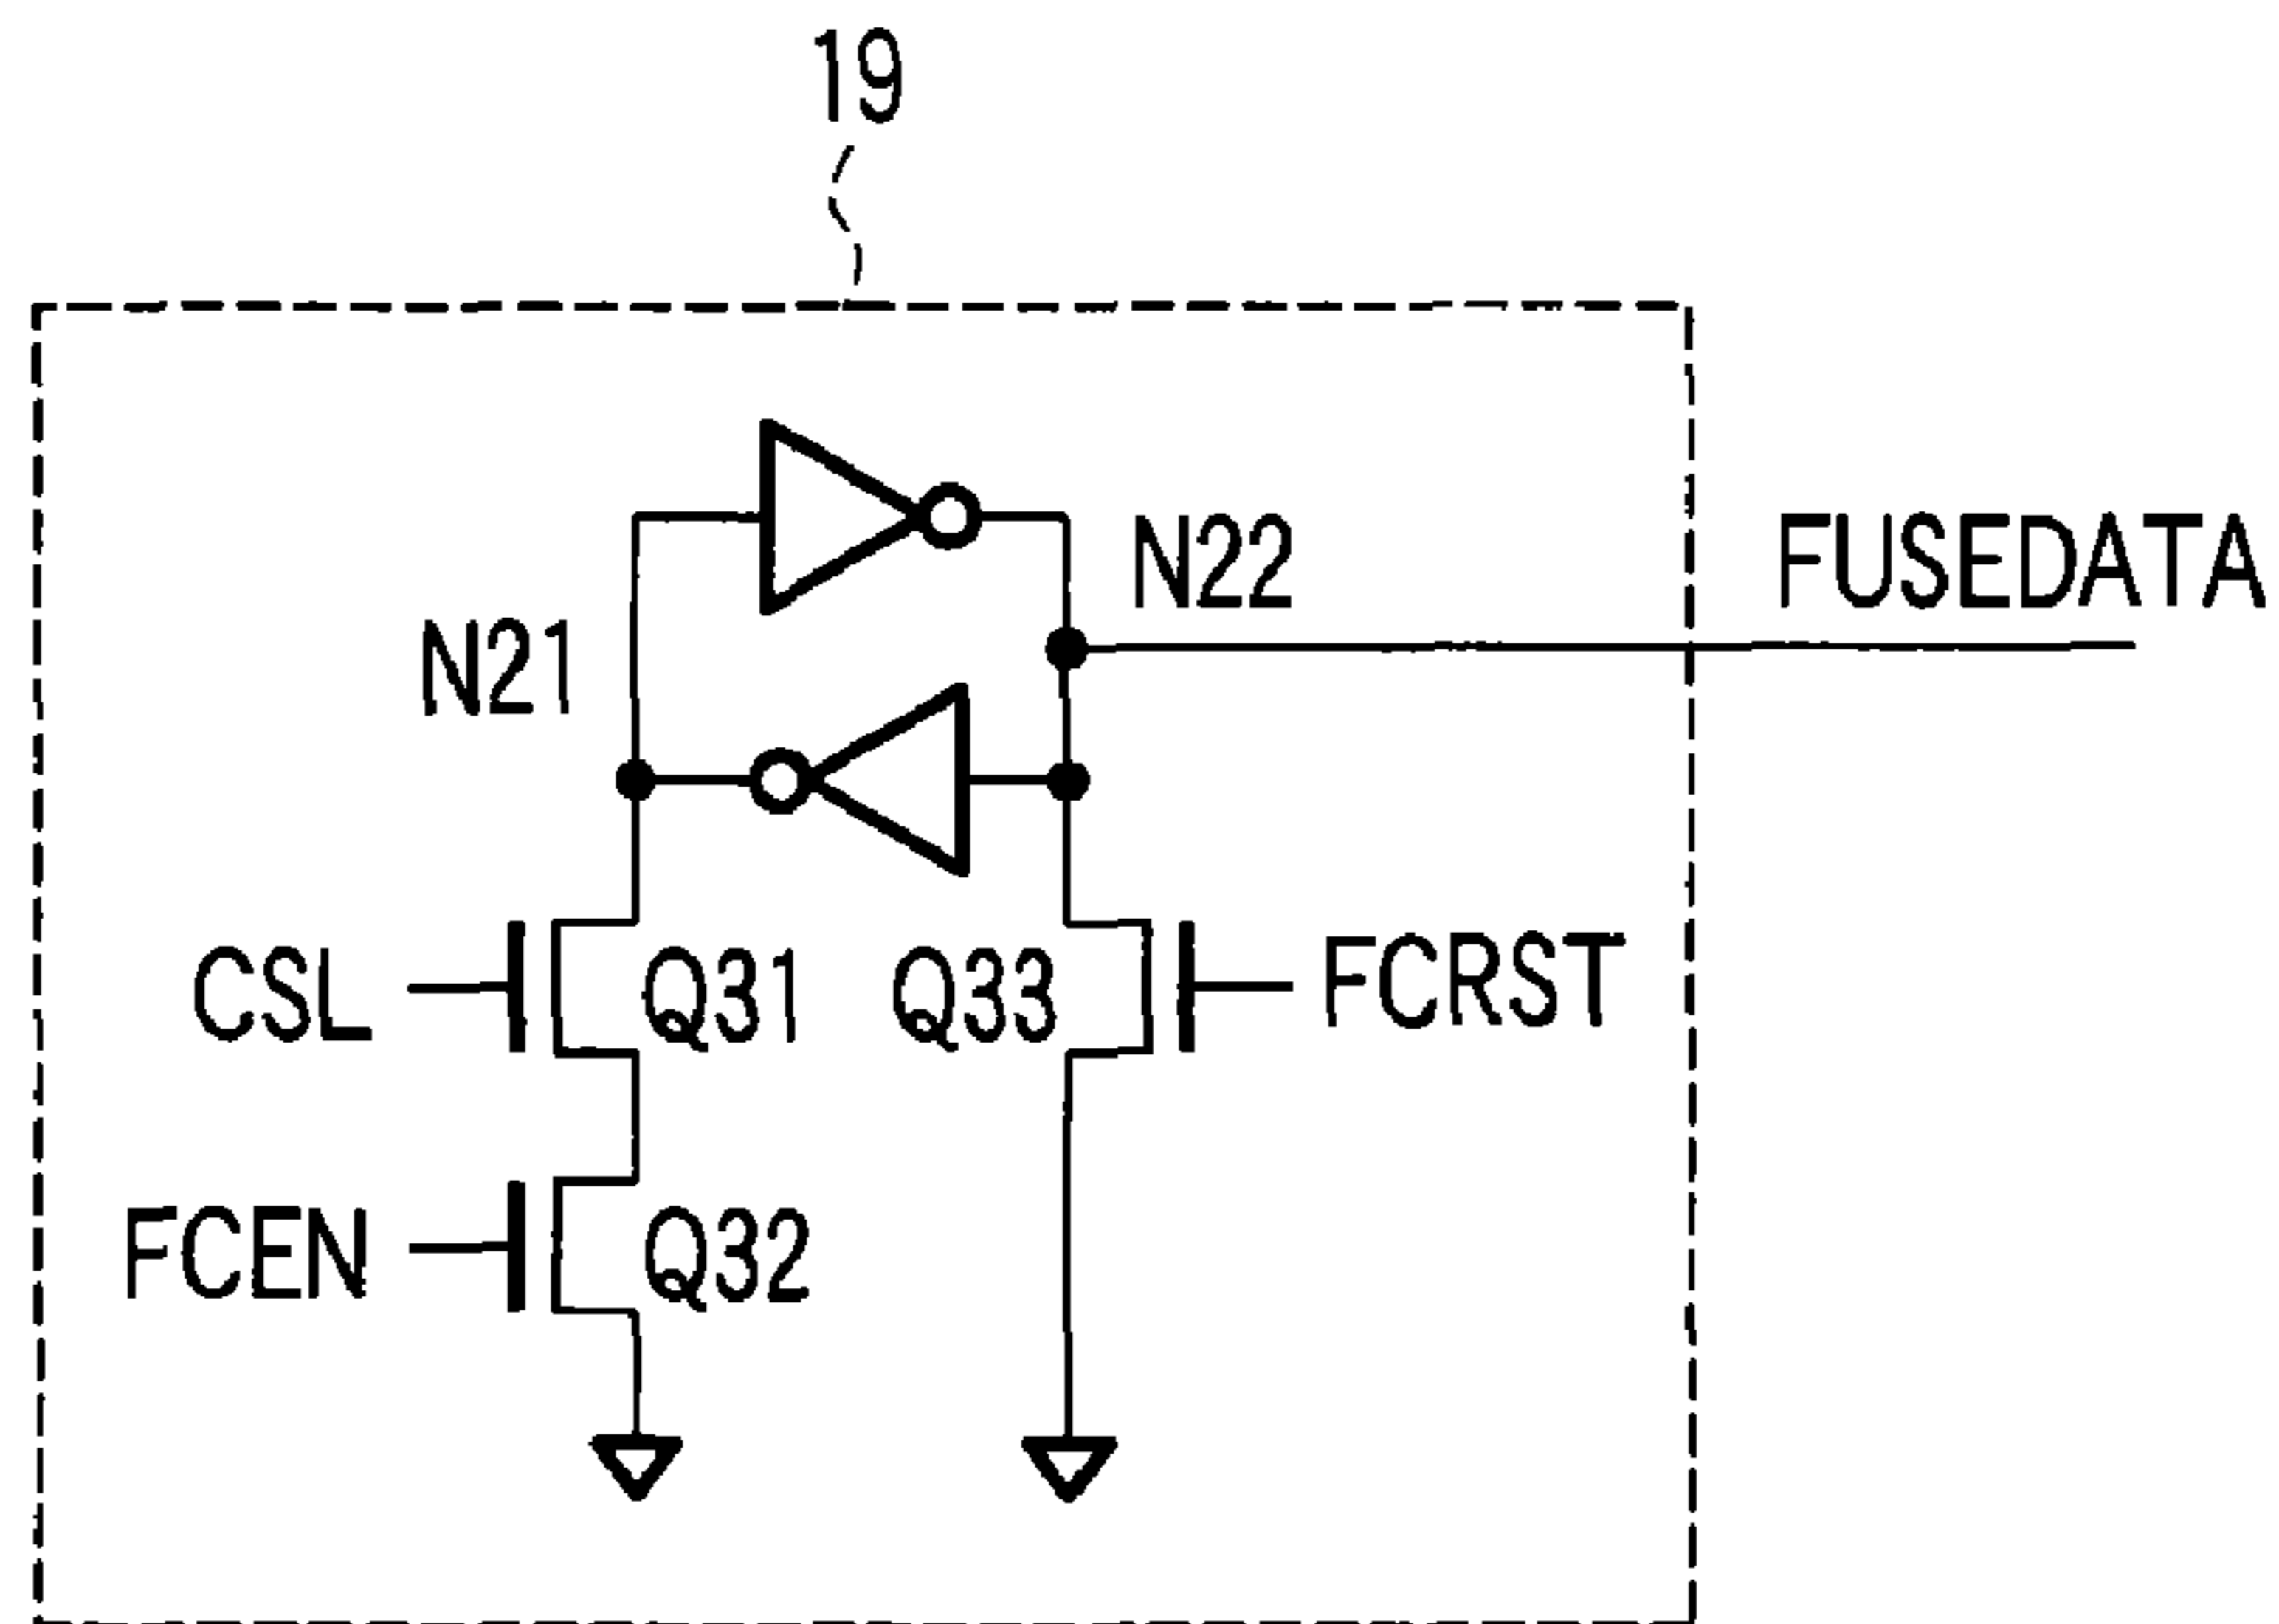 19
N22
FUSEDATA
N21
CSL
Q31
Q33
FCRST
FCEN
Q32